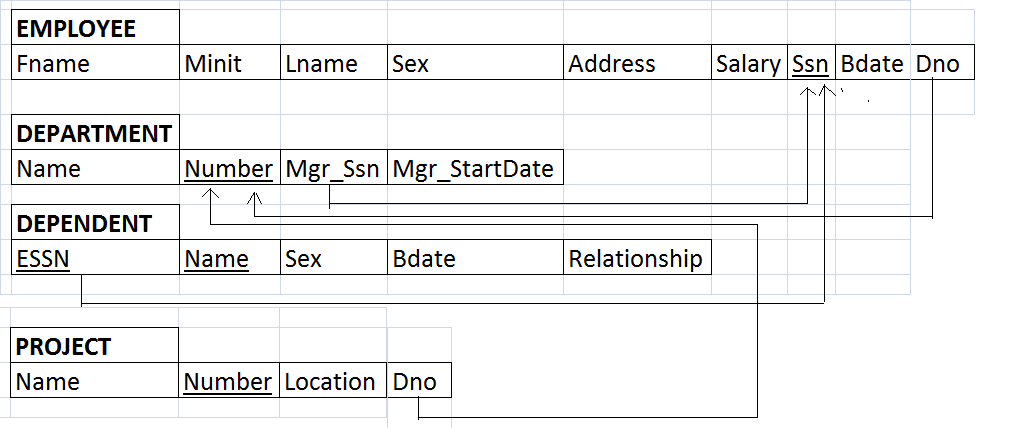 EMPLOYEE
Fname Minit Lname Sex Address Salary Ssn Bdate Dno
DEPARTMENT
Name Number Mgr_Ssn Mgr_StartDate
DEPENDENT
ESSN Name Sex Bdate Relationship
PROJECT
Name Number Location Dno